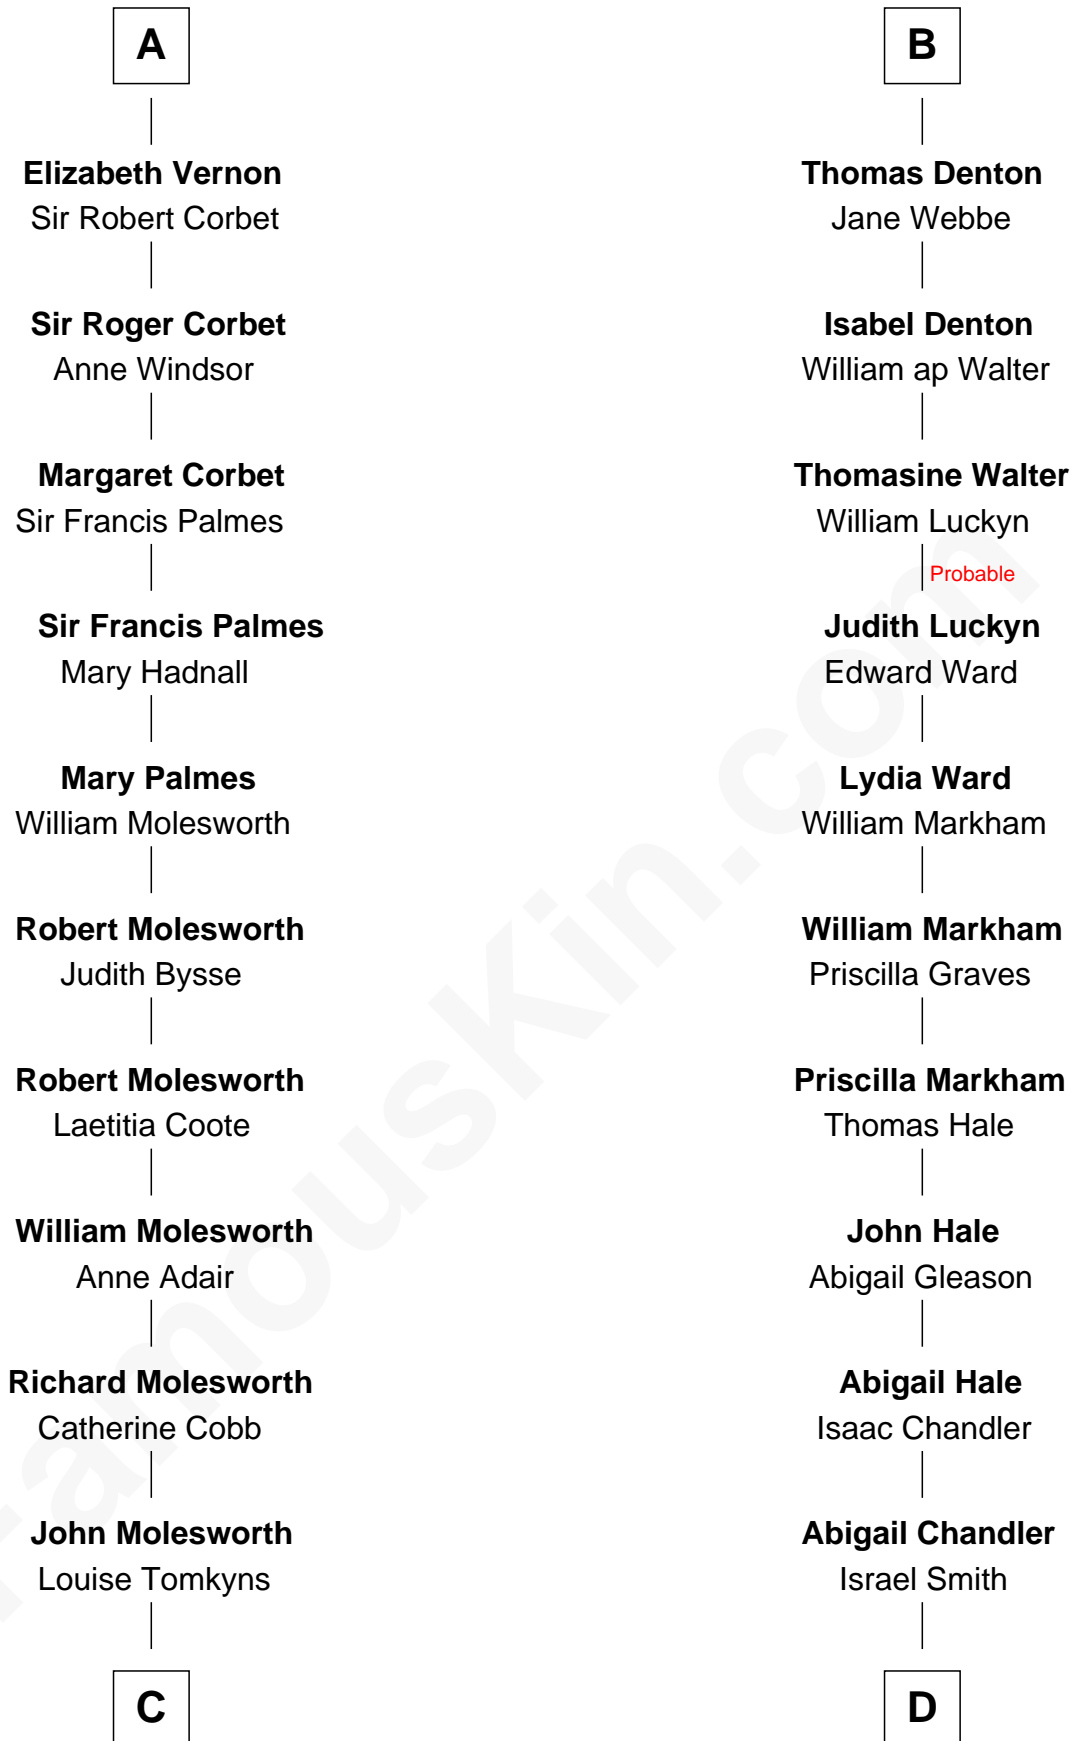 A
Elizabeth Vernon
Sir Robert Corbet
Sir Roger Corbet
Anne Windsor
Margaret Corbet
Sir Francis Palmes
Sir Francis Palmes
Mary Hadnall
Mary Palmes
William Molesworth
Robert Molesworth
Judith Bysse
Robert Molesworth
Laetitia Coote
William Molesworth
Anne Adair
Richard Molesworth
Catherine Cobb
John Molesworth
Louise Tomkyns
C
B
Thomas Denton
Jane Webbe
Isabel Denton
William ap Walter
Thomasine Walter
William Luckyn
Probable
Judith Luckyn
Edward Ward
Lydia Ward
William Markham
William Markham
Priscilla Graves
Priscilla Markham
Thomas Hale
John Hale
Abigail Gleason
Abigail Hale
Isaac Chandler
Abigail Chandler
Israel Smith
D
FamousKin.com